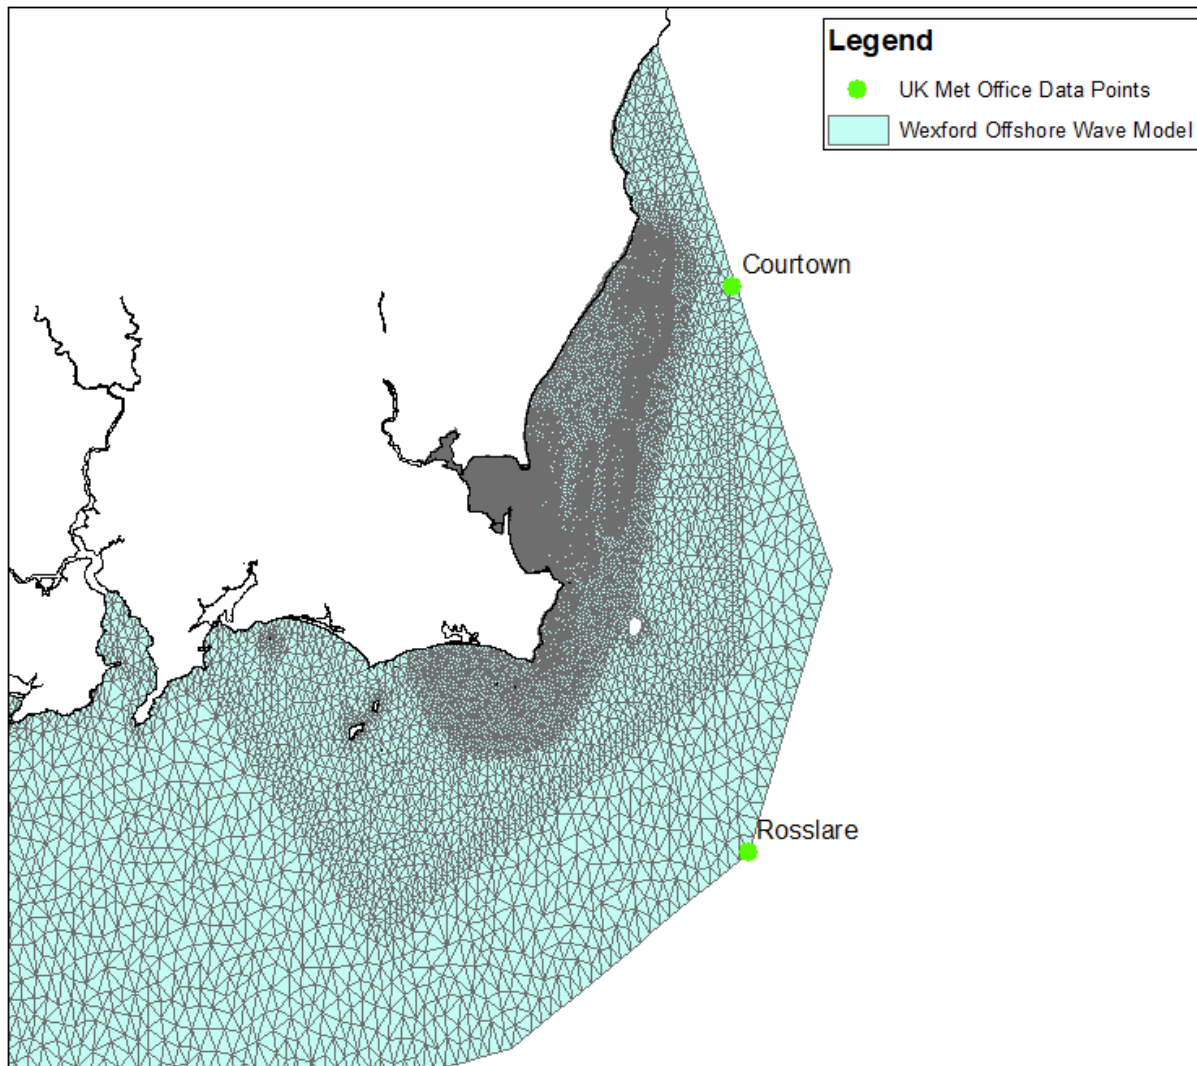 Legend
UK Met Office Data Points
Wexford Offshore Wave Model
Courtown
Rosslare